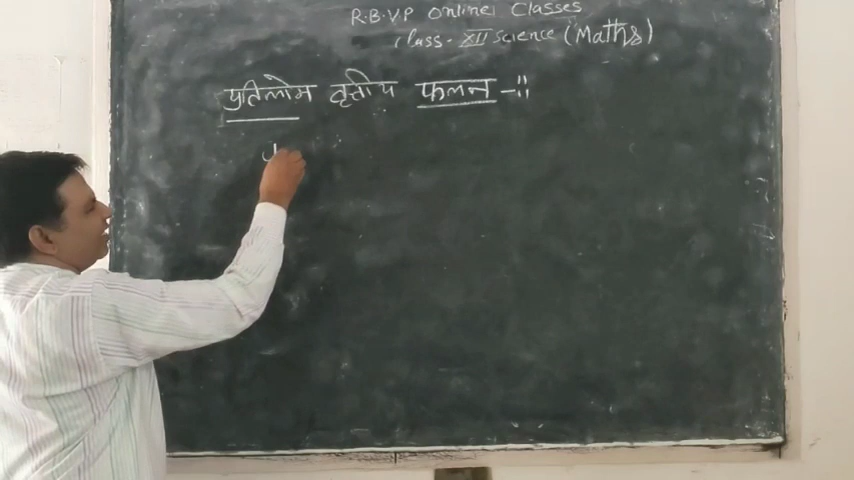 R.B.V.P Online Classes
Class - XII Science (Maths)
प्रतिलोम वृत्तीय फलन -::